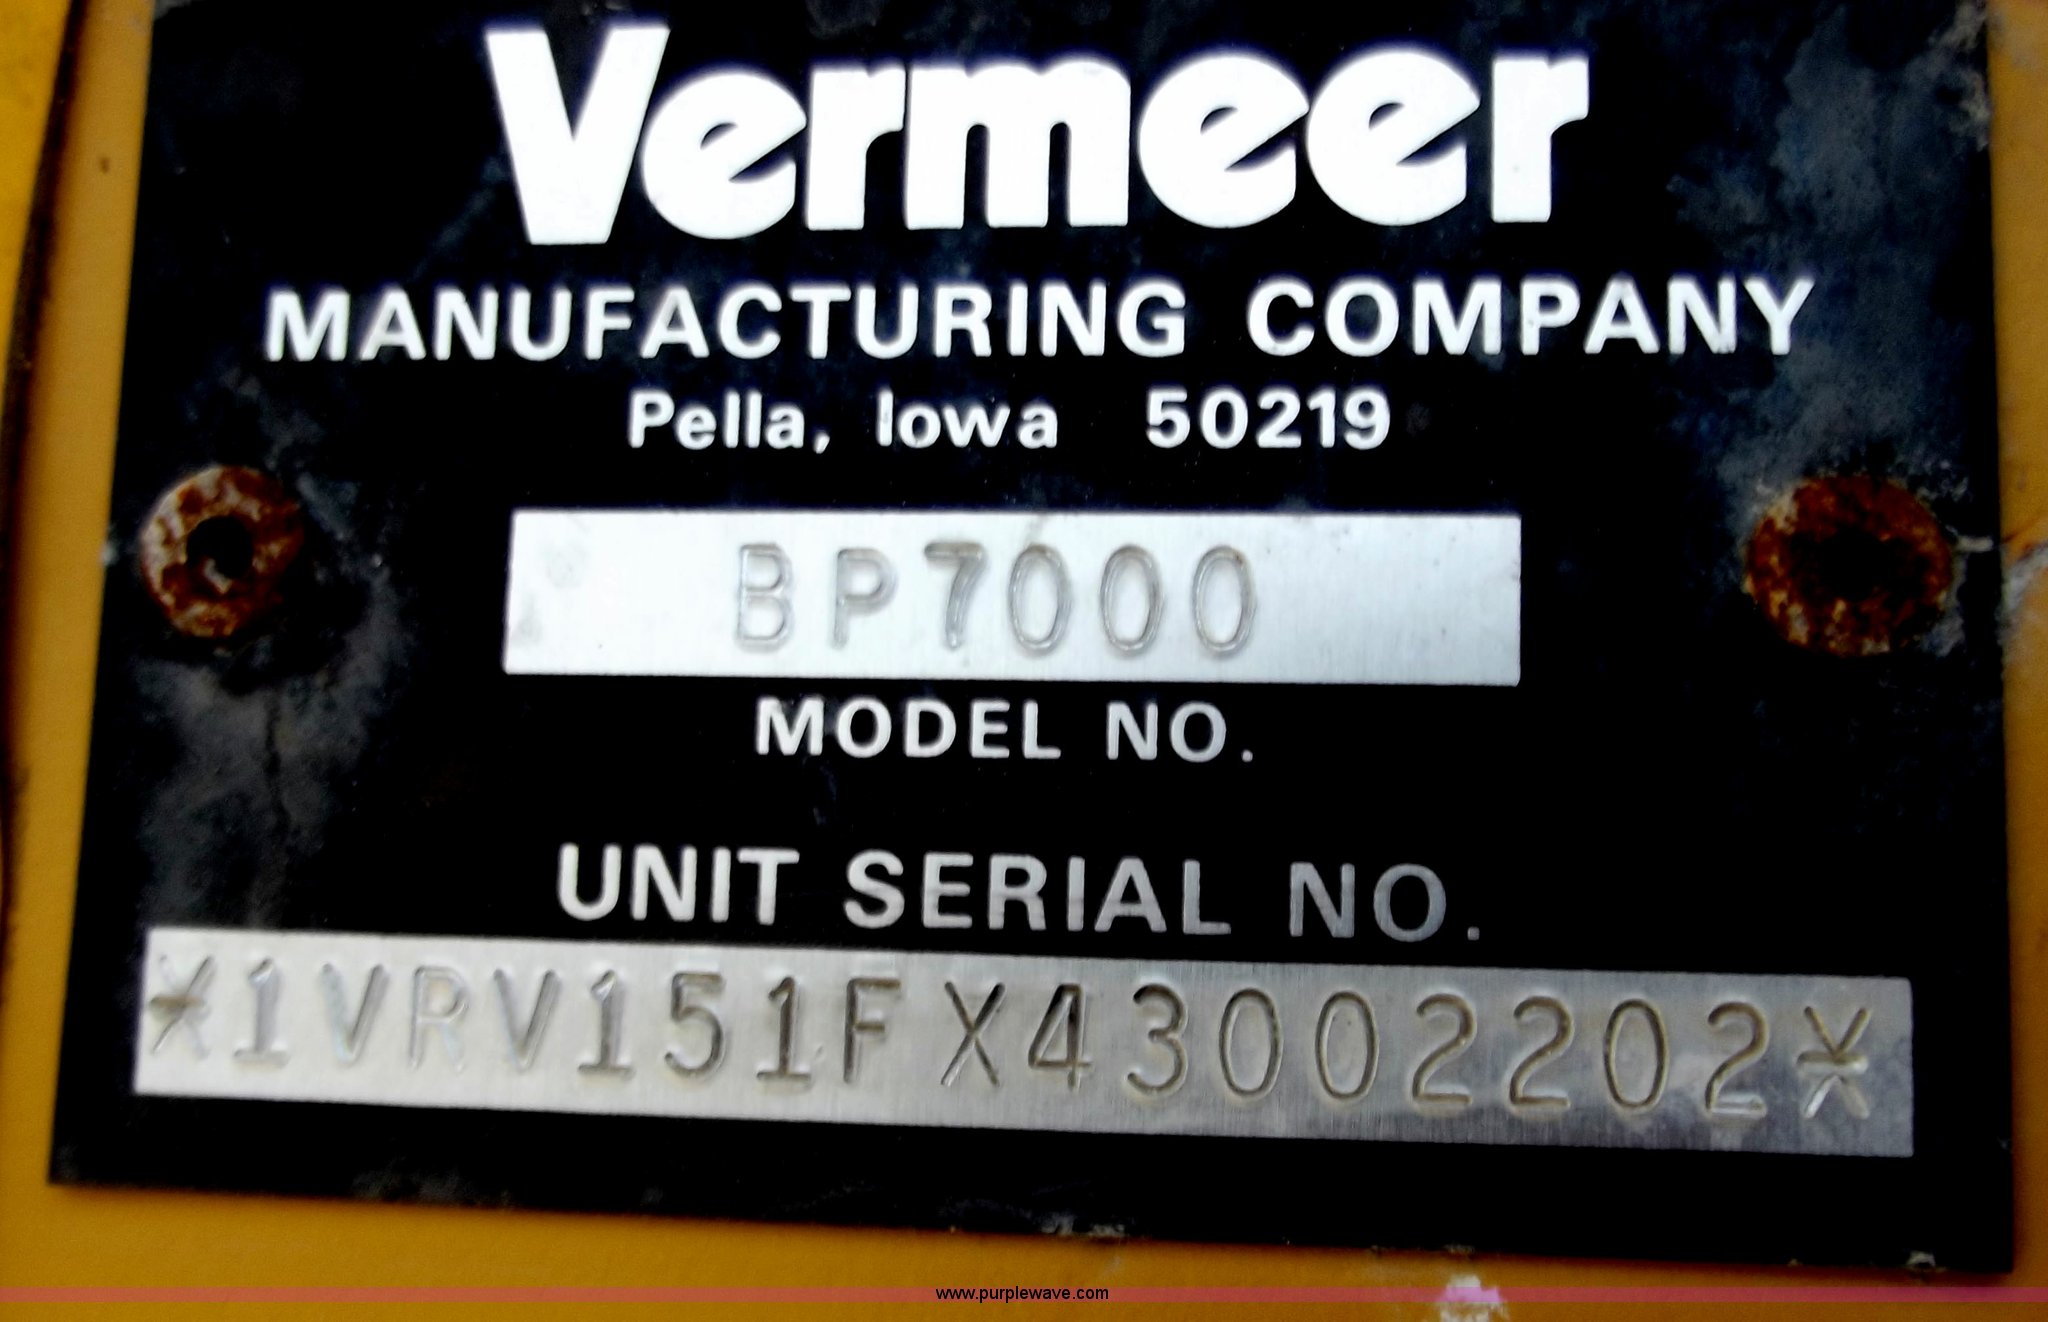 Vermeer
MANUFACTURING COMPANY
Pella, Iowa 50219
BP7000
MODEL NO.
UNIT SERIAL NO.
*1VRV151FX43002202*
www.purplewave.com